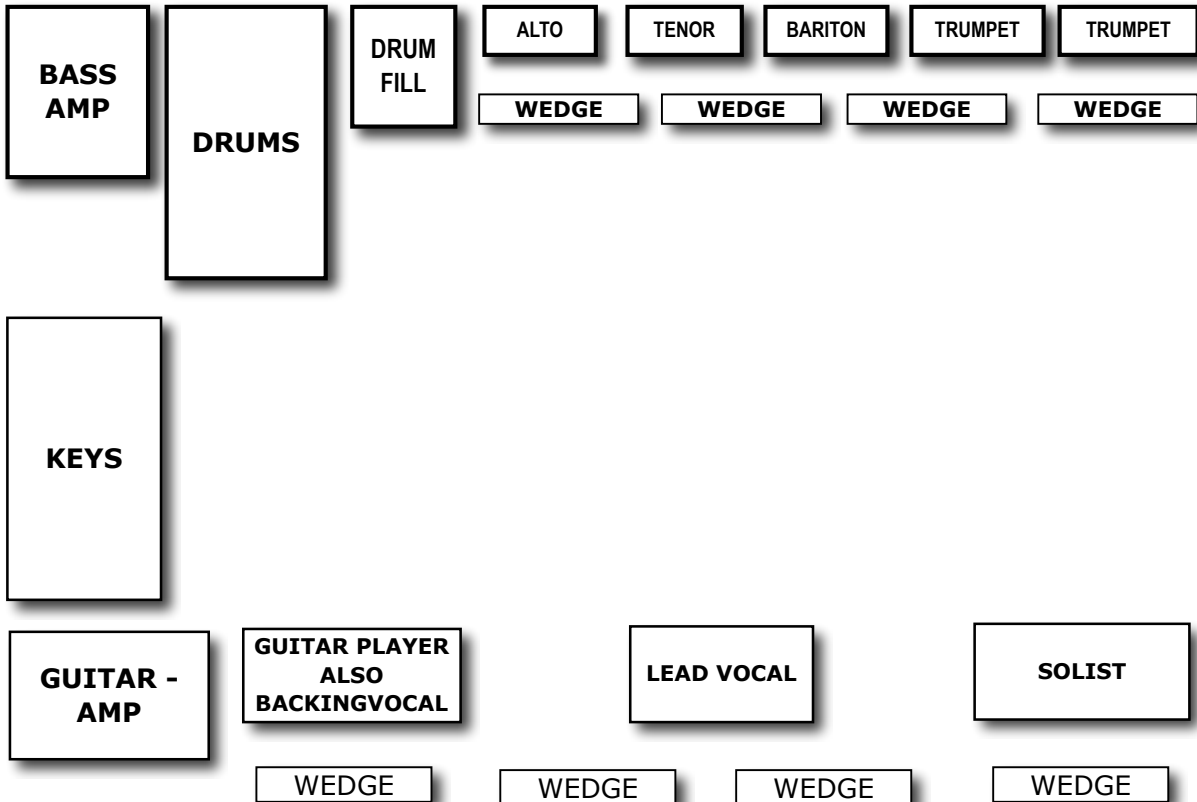 BASS
AMP
DRUMS
DRUM
FILL
ALTO
TENOR
BARITON
TRUMPET
TRUMPET
WEDGE
WEDGE
WEDGE
WEDGE
KEYS
GUITAR -
AMP
GUITAR PLAYER
ALSO
BACKINGVOCAL
LEAD VOCAL
SOLIST
WEDGE
WEDGE
WEDGE
WEDGE